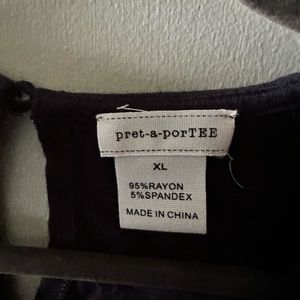 pret-a-porTEE
XL
95%RAYON
5%SPANDEX
MADE IN CHINA